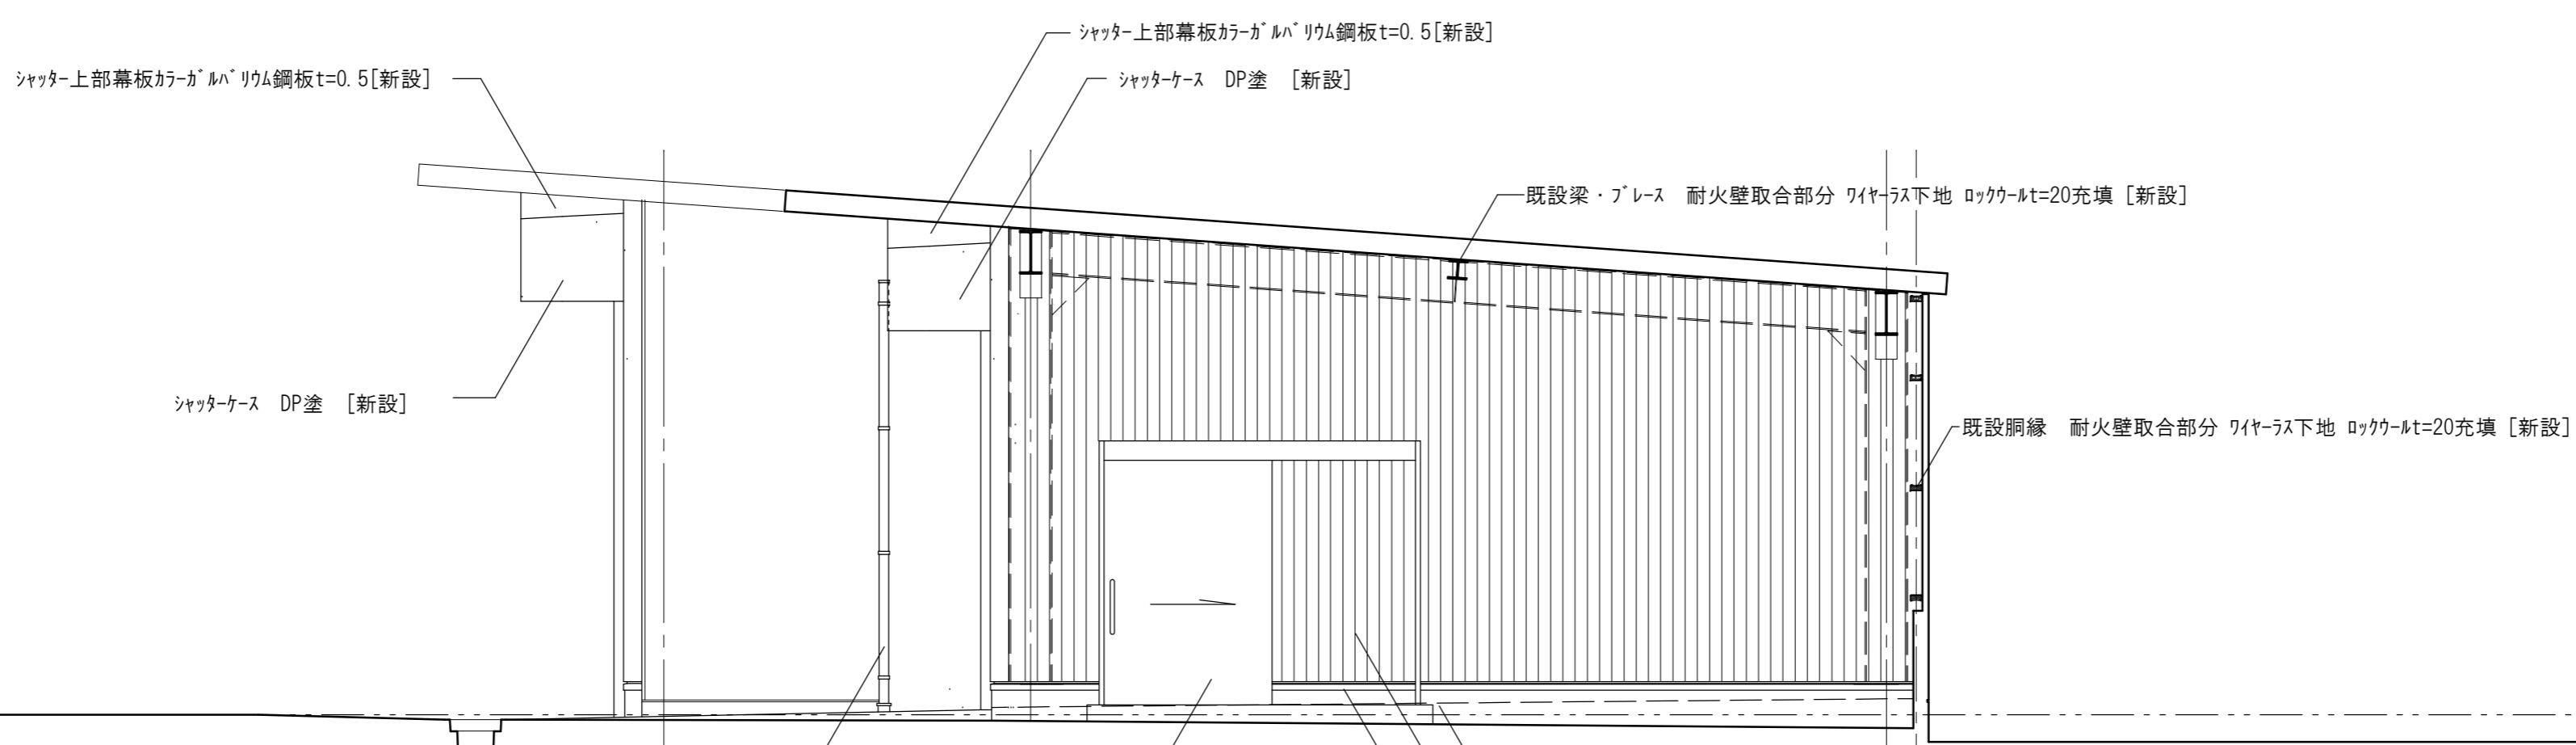 ｼｬｯﾀｰ上部幕板ｶﾗｰｶﾞﾙﾊﾞﾘｳﾑ鋼板t=0.5[新設]
ｼｬｯﾀｰ上部幕板ｶﾗｰｶﾞﾙﾊﾞﾘｳﾑ鋼板t=0.5[新設]
ｼｬｯﾀｰｹｰｽ　DP塗　[新設]
既設梁・ﾌﾞﾚｰｽ　耐火壁取合部分 ﾜｲﾔｰﾗｽ下地 ﾛｯｸｳｰﾙt=20充填 [新設]
ｼｬｯﾀｰｹｰｽ　DP塗　[新設]
既設胴縁　耐火壁取合部分 ﾜｲﾔｰﾗｽ下地 ﾛｯｸｳｰﾙt=20充填 [新設]